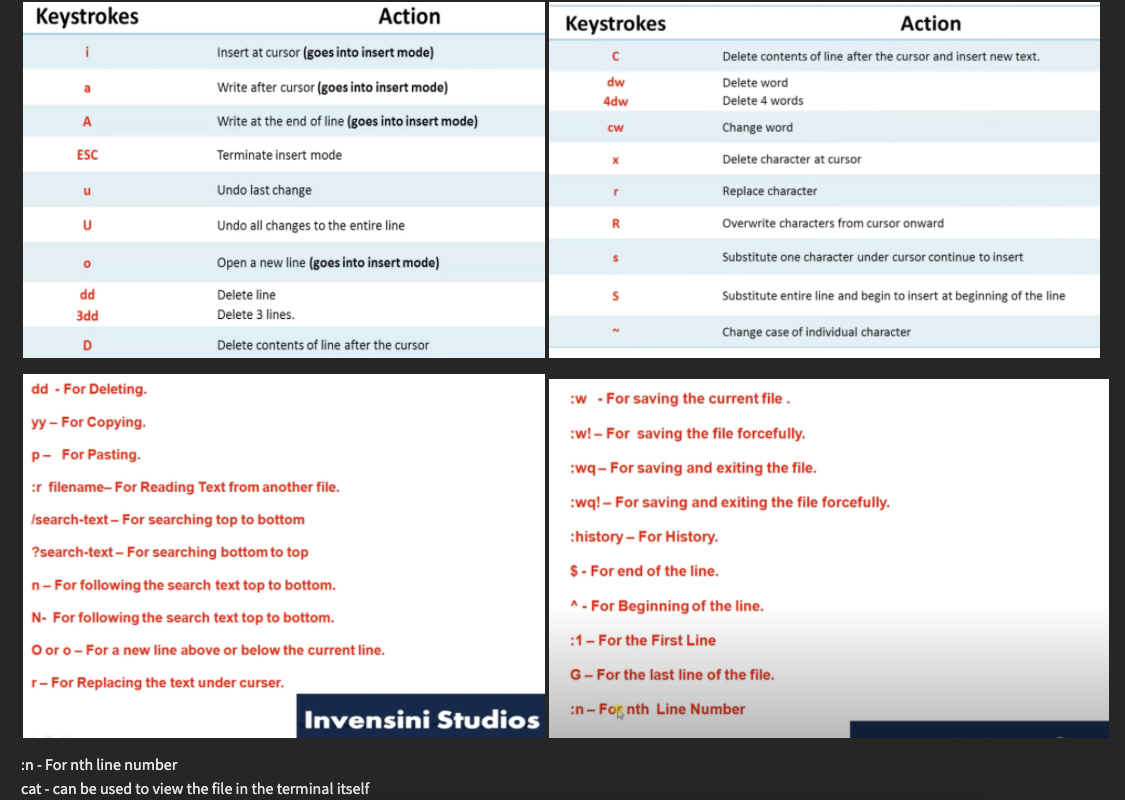 Keystrokes Action
i Insert at cursor (goes into insert mode)
a Write after cursor (goes into insert mode)
A Write at the end of line (goes into insert mode)
ESC Terminate insert mode
u Undo last change
U Undo all changes to the entire line
o Open a new line (goes into insert mode)
dd Delete line
3dd Delete 3 lines.
D Delete contents of line after the cursor
Keystrokes Action
C Delete contents of line after the cursor and insert new text.
dw Delete word
4dw Delete 4 words
cw Change word
x Delete character at cursor
r Replace character
R Overwrite characters from cursor onward
s Substitute one character under cursor continue to insert
S Substitute entire line and begin to insert at beginning of the line
~ Change case of individual character
dd - For Deleting.
yy – For Copying.
p – For Pasting.
:r filename– For Reading Text from another file.
/search-text – For searching top to bottom
?search-text – For searching bottom to top
n – For following the search text top to bottom.
N- For following the search text top to bottom.
O or o – For a new line above or below the current line.
r – For Replacing the text under curser.
Invensini Studios
:w - For saving the current file .
:w! – For saving the file forcefully.
:wq – For saving and exiting the file.
:wq! – For saving and exiting the file forcefully.
:history – For History.
$ - For end of the line.
^ - For Beginning of the line.
:1 – For the First Line
G – For the last line of the file.
:n – For nth Line Number
:n - For nth line number
cat - can be used to view the file in the terminal itself